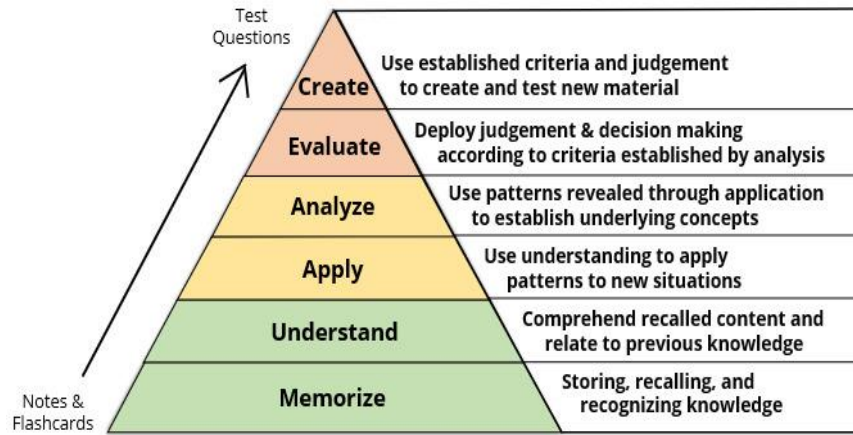 Test
Questions
Create
Use established criteria and judgement
to create and test new material
Evaluate
Deploy judgement & decision making
according to criteria established by analysis
Analyze
Use patterns revealed through application
to establish underlying concepts
Apply
Use understanding to apply
patterns to new situations
Understand
Comprehend recalled content and
relate to previous knowledge
Memorize
Storing, recalling, and
recognizing knowledge
Notes &
Flashcards